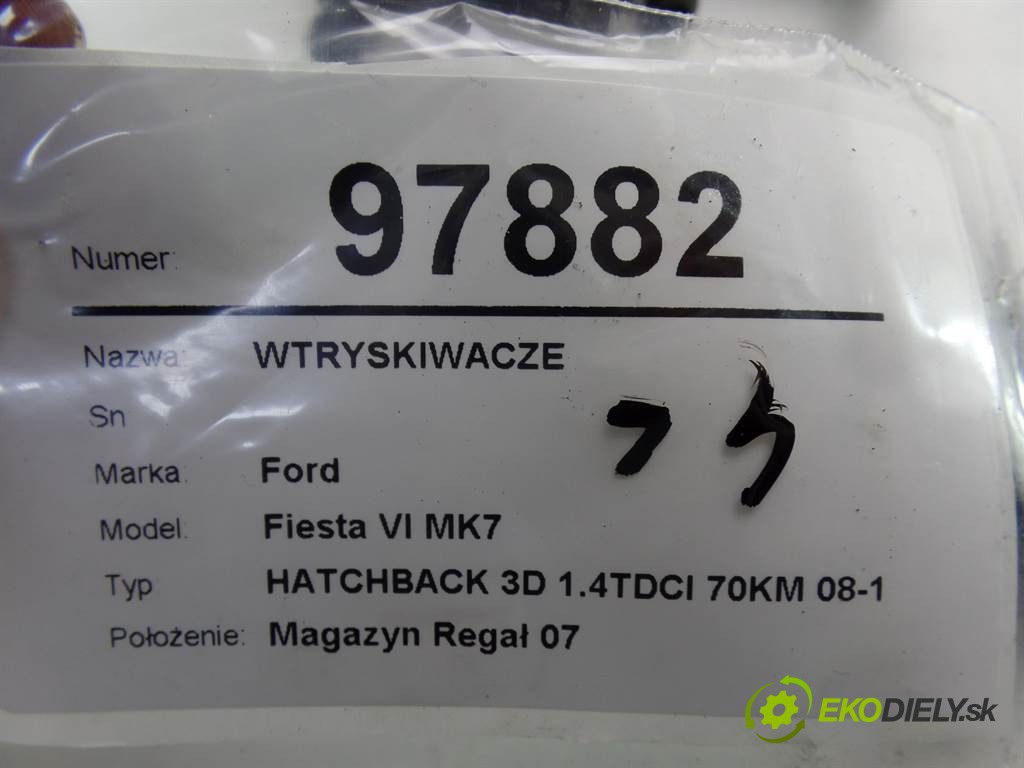 Numer: 97882
Nazwa: WTRYSKIWACZE
Sn
Marka: Ford
Model: Fiesta VI MK7
Typ HATCHBACK 3D 1.4TDCI 70KM 08-1
Położenie: Magazyn Regał 07
EKODIELY.sk